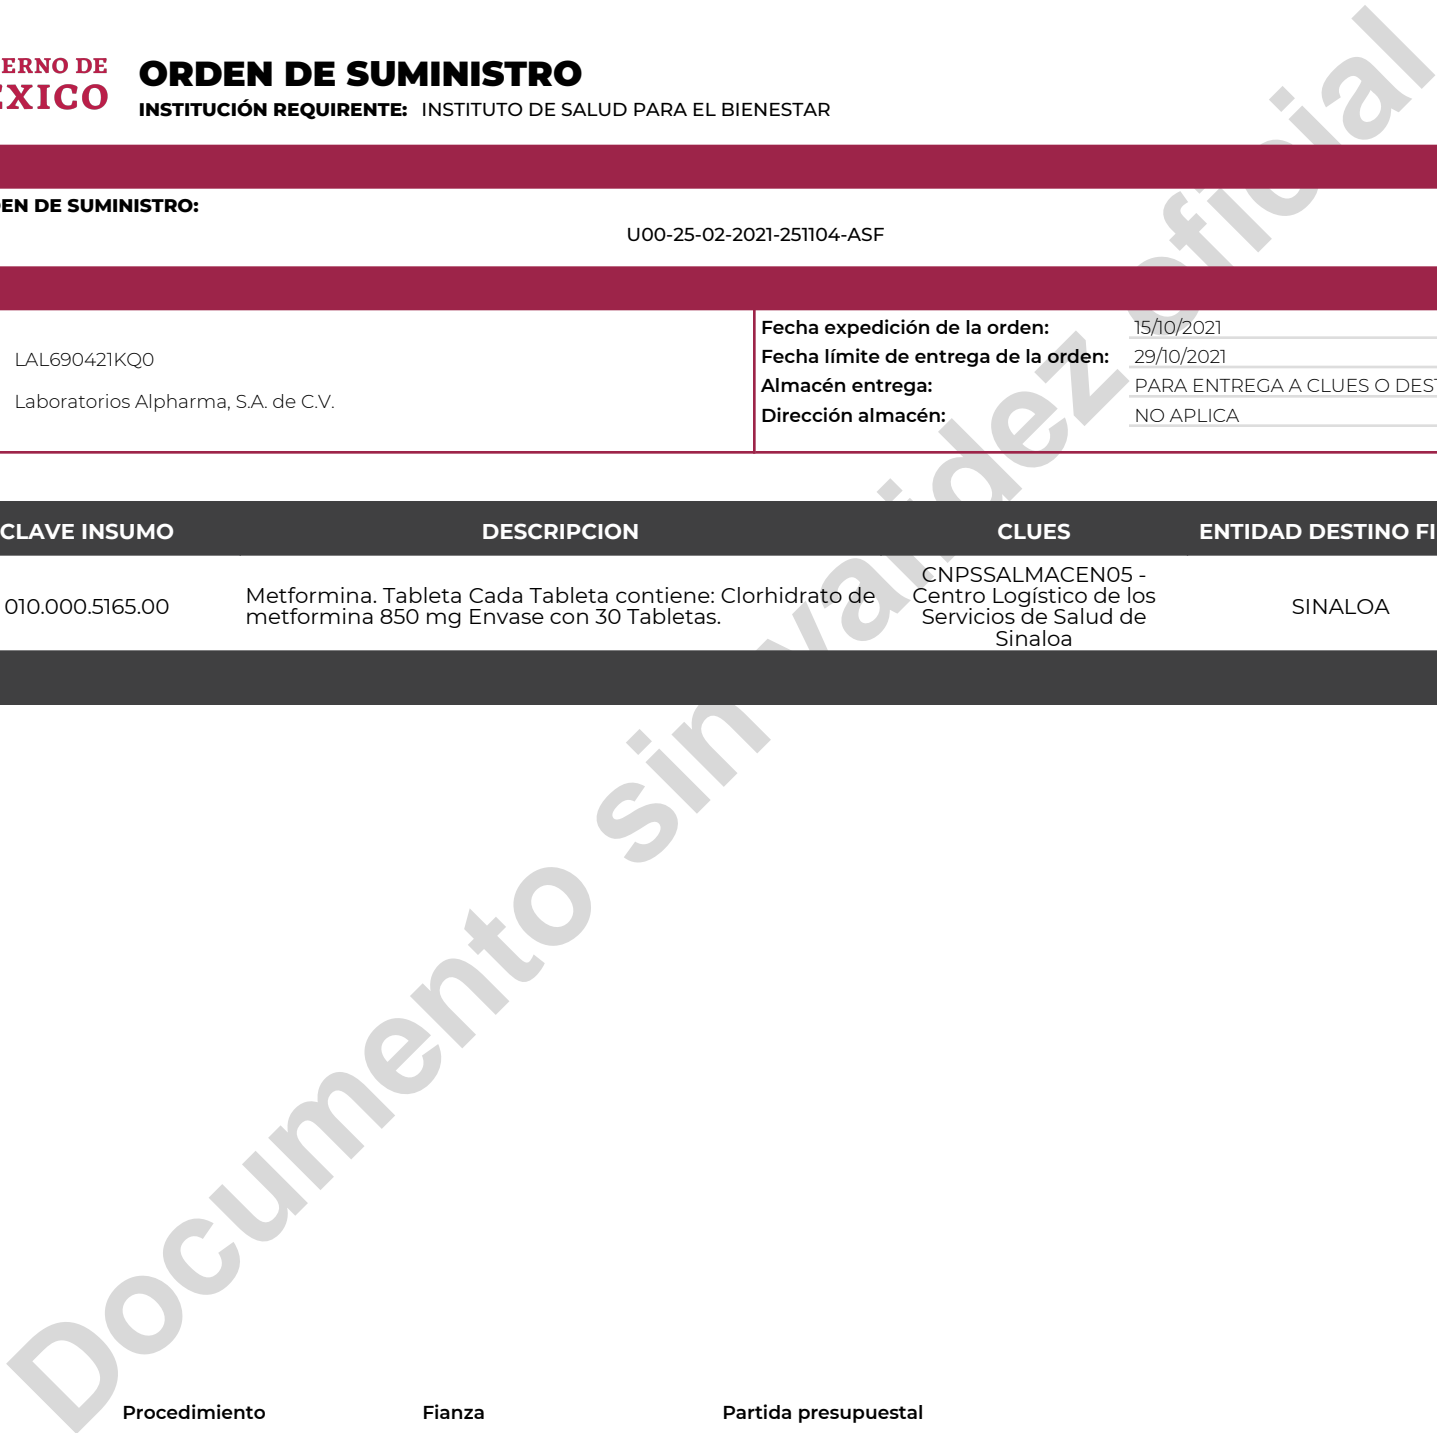 ERNO DE
ÉXICO
ORDEN DE SUMINISTRO
INSTITUCIÓN REQUIRENTE: INSTITUTO DE SALUD PARA EL BIENESTAR
EN DE SUMINISTRO:
U00-25-02-2021-251104-ASF
LAL690421KQ0
Laboratorios Alpharma, S.A. de C.V.
Fecha expedición de la orden: 15/10/2021
Fecha límite de entrega de la orden: 29/10/2021
Almacén entrega: PARA ENTREGA A CLUES O DEST
Dirección almacén: NO APLICA
CLAVE INSUMO DESCRIPCION CLUES ENTIDAD DESTINO FI
010.000.5165.00
Metformina. Tableta Cada Tableta contiene: Clorhidrato de
metformina 850 mg Envase con 30 Tabletas.
CNPSSALMACEN05 -
Centro Logístico de los
Servicios de Salud de
Sinaloa
SINALOA
Documento sin validez oficial
Procedimiento Fianza Partida presupuestal